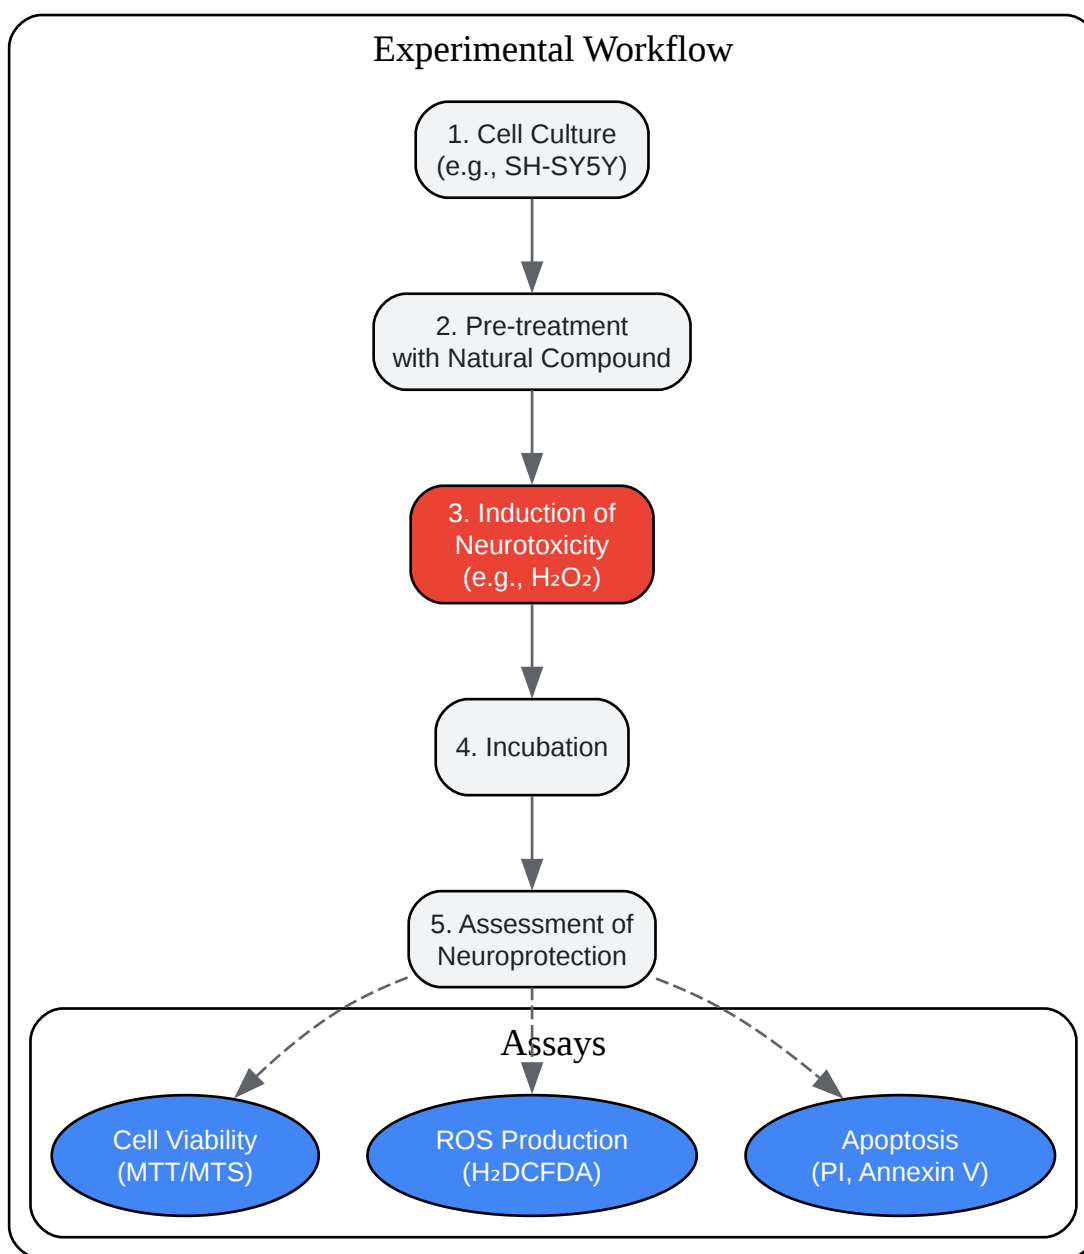 Experimental Workflow
1. Cell Culture
(e.g., SH-SY5Y)
2. Pre-treatment
with Natural Compound
3. Induction of
Neurotoxicity
(e.g., H₂O₂)
4. Incubation
5. Assessment of
Neuroprotection
Assays
Cell Viability
(MTT/MTS)
ROS Production
(H₂DCFDA)
Apoptosis
(PI, Annexin V)